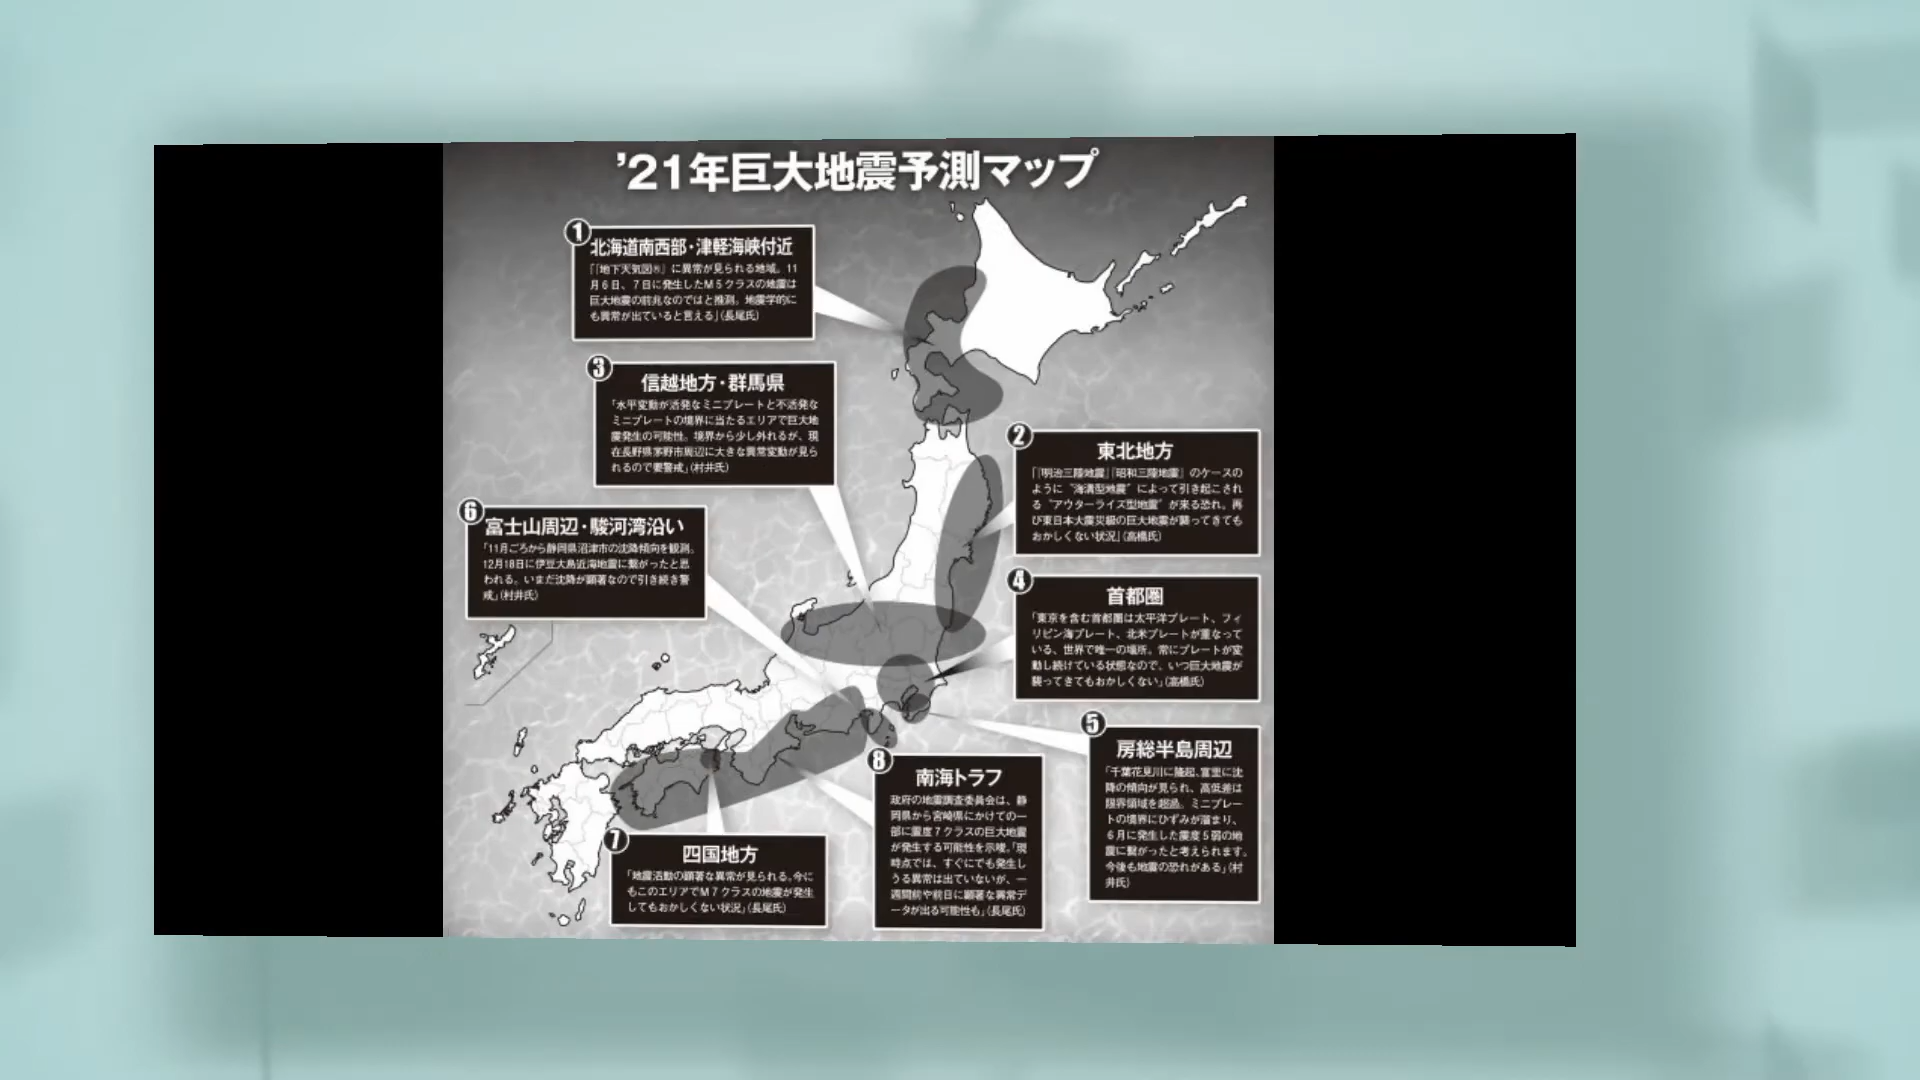 '21年巨大地震予測マップ
1
北海道南西部・津軽海峡付近
「『地下天気図®』に異常が見られる地域。11
月6日、7日に発生したM5クラスの地震は
巨大地震の前兆なのではと推測。地震学的に
も異常が出ていると言える」(長尾氏)
3
信越地方・群馬県
「水平変動が活発なミニプレートと不活発な
ミニプレートの境界に当たるエリアで巨大地
震発生の可能性。境界から少し外れるが、現
在長野県茅野市周辺に大きな異常変動が見ら
れるので要警戒」(村井氏)
2
東北地方
「『明治三陸地震』『昭和三陸地震』のケースの
ように“海溝型地震”によって引き起こされ
る“アウターライズ型地震”が来る恐れ。再
び東日本大震災級の巨大地震が襲ってきても
おかしくない状況」(高橋氏)
6
富士山周辺・駿河湾沿い
「11月ごろから静岡県沼津市の沈降傾向を観測。
12月18日に伊豆大島近海地震に繋がったと思
われる。いまだ沈降が顕著なので引き続き警
戒」(村井氏)
4
首都圏
「東京を含む首都圏は太平洋プレート、フィ
リピン海プレート、北米プレートが重なって
いる、世界で唯一の場所。常にプレートが変
動し続けている状態なので、いつ巨大地震が
襲ってきてもおかしくない」(高橋氏)
5
房総半島周辺
「千葉花見川に隆起、富里に沈
降の傾向が見られ、高低差は
限界領域を超過。ミニプレー
トの境界にひずみが溜まり、
6月に発生した震度5弱の地
震に繋がったと考えられます。
今後も地震の恐れがある」(村
井氏)
8
南海トラフ
政府の地震調査委員会は、静
岡県から宮崎県にかけての一
部に震度7クラスの巨大地震
が発生する可能性を示唆。「現
時点では、すぐにでも発生し
うる異常は出ていないが、一
週間前や前日に顕著な異常デ
ータが出る可能性も」(長尾氏)
7
四国地方
「地震活動の顕著な異常が見られる。今に
もこのエリアでM7クラスの地震が発生
してもおかしくない状況」(長尾氏)